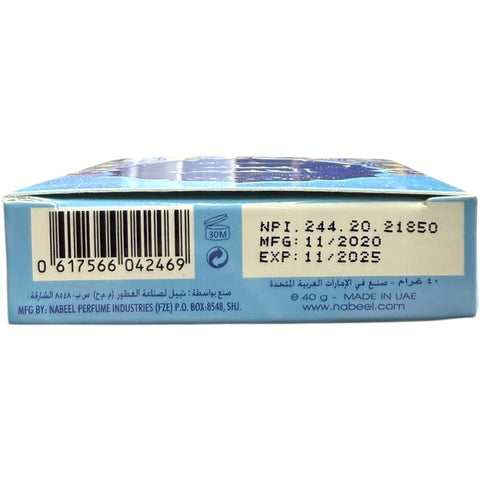 0 617566 042469
30M
NPI. 244.20.21850
MFG: 11/2020
EXP: 11/2025
صنع بواسطة: نبيل لصناعة العطور (م.م.ح) ص.ب: ٨٥٤٨ الشارقة.
MFG BY: NABEEL PERFUME INDUSTRIES (FZE) P.O. BOX:8548, SHJ.
٤٠ غرام - صنع في الإمارات العربية المتحدة
e 40 g - MADE IN UAE
www.nabeel.com